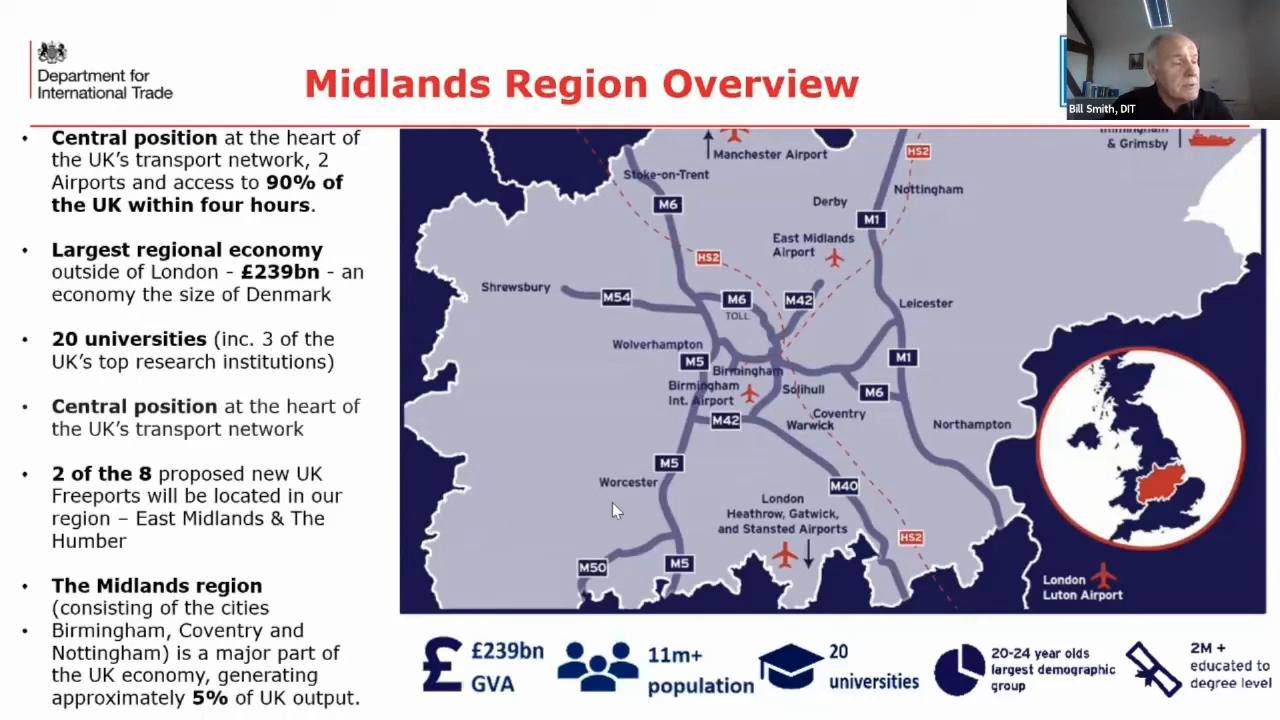 Department for
International Trade
Midlands Region Overview
Bill Smith, DIT
• Central position at the heart of
the UK's transport network, 2
Airports and access to 90% of
the UK within four hours.
• Largest regional economy
outside of London - £239bn - an
economy the size of Denmark
• 20 universities (inc. 3 of the
UK's top research institutions)
• Central position at the heart of
the UK's transport network
• 2 of the 8 proposed new UK
Freeports will be located in our
region – East Midlands & The
Humber
• The Midlands region
(consisting of the cities
• Birmingham, Coventry and
Nottingham) is a major part of
the UK economy, generating
approximately 5% of UK output.
& Grimsby
Manchester Airport
HS2
Stoke-on-Trent
Nottingham
M6
Derby
M1
East Midlands
Airport
HS2
Shrewsbury
M54
M6
TOLL
M42
Leicester
Wolverhampton
M5
M1
Birmingham
Birmingham
Int. Airport
Solihull
M6
M42
Coventry
Warwick
Northampton
M5
Worcester
M40
London
Heathrow, Gatwick,
and Stansted Airports
HS2
M50
M5
London
Luton Airport
£239bn
GVA
11m+
population
20
universities
20-24 year olds
largest demographic
group
2M +
educated to
degree level